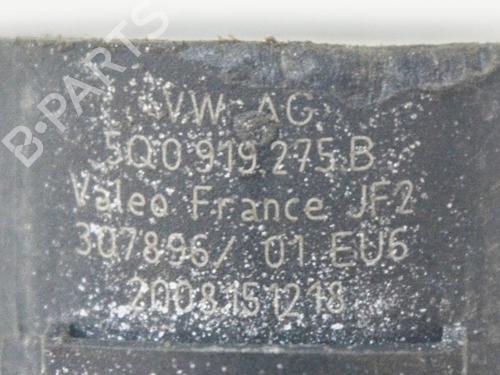 B-PARTS
VW AG
5Q0 919 275 B
Valeo France JF2
307896/ 01 EU6
2008151218